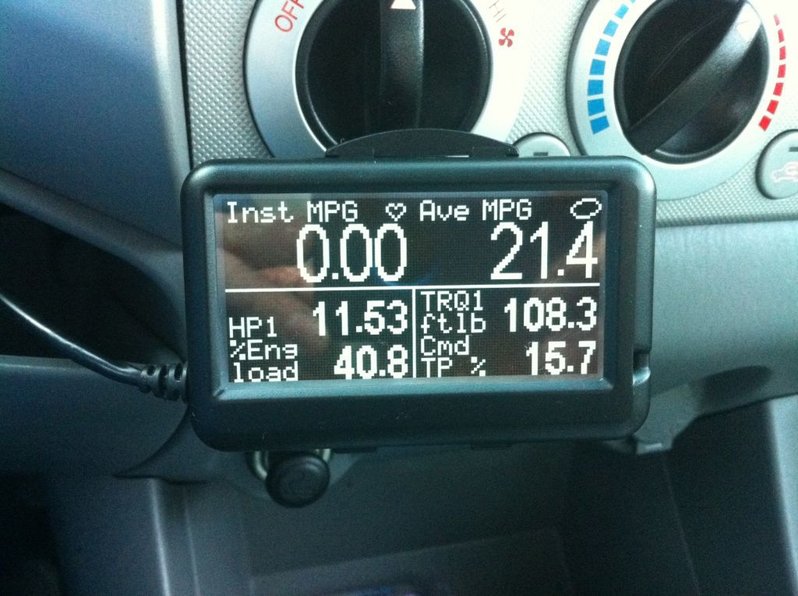 OFF HI
Inst MPG Ave MPG
0.00 21.4
HP1 11.53 TRQ1 ftlb 108.3
%Eng load 40.8 Cmd TP % 15.7